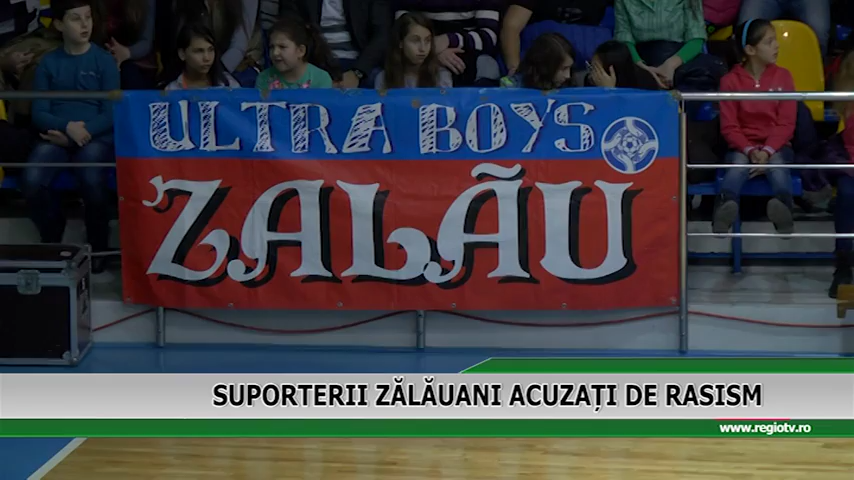 ULTRA BOYS
ZALĂU
SUPORTERII ZĂLĂUANI ACUZAȚI DE RASISM
www.regiotv.ro